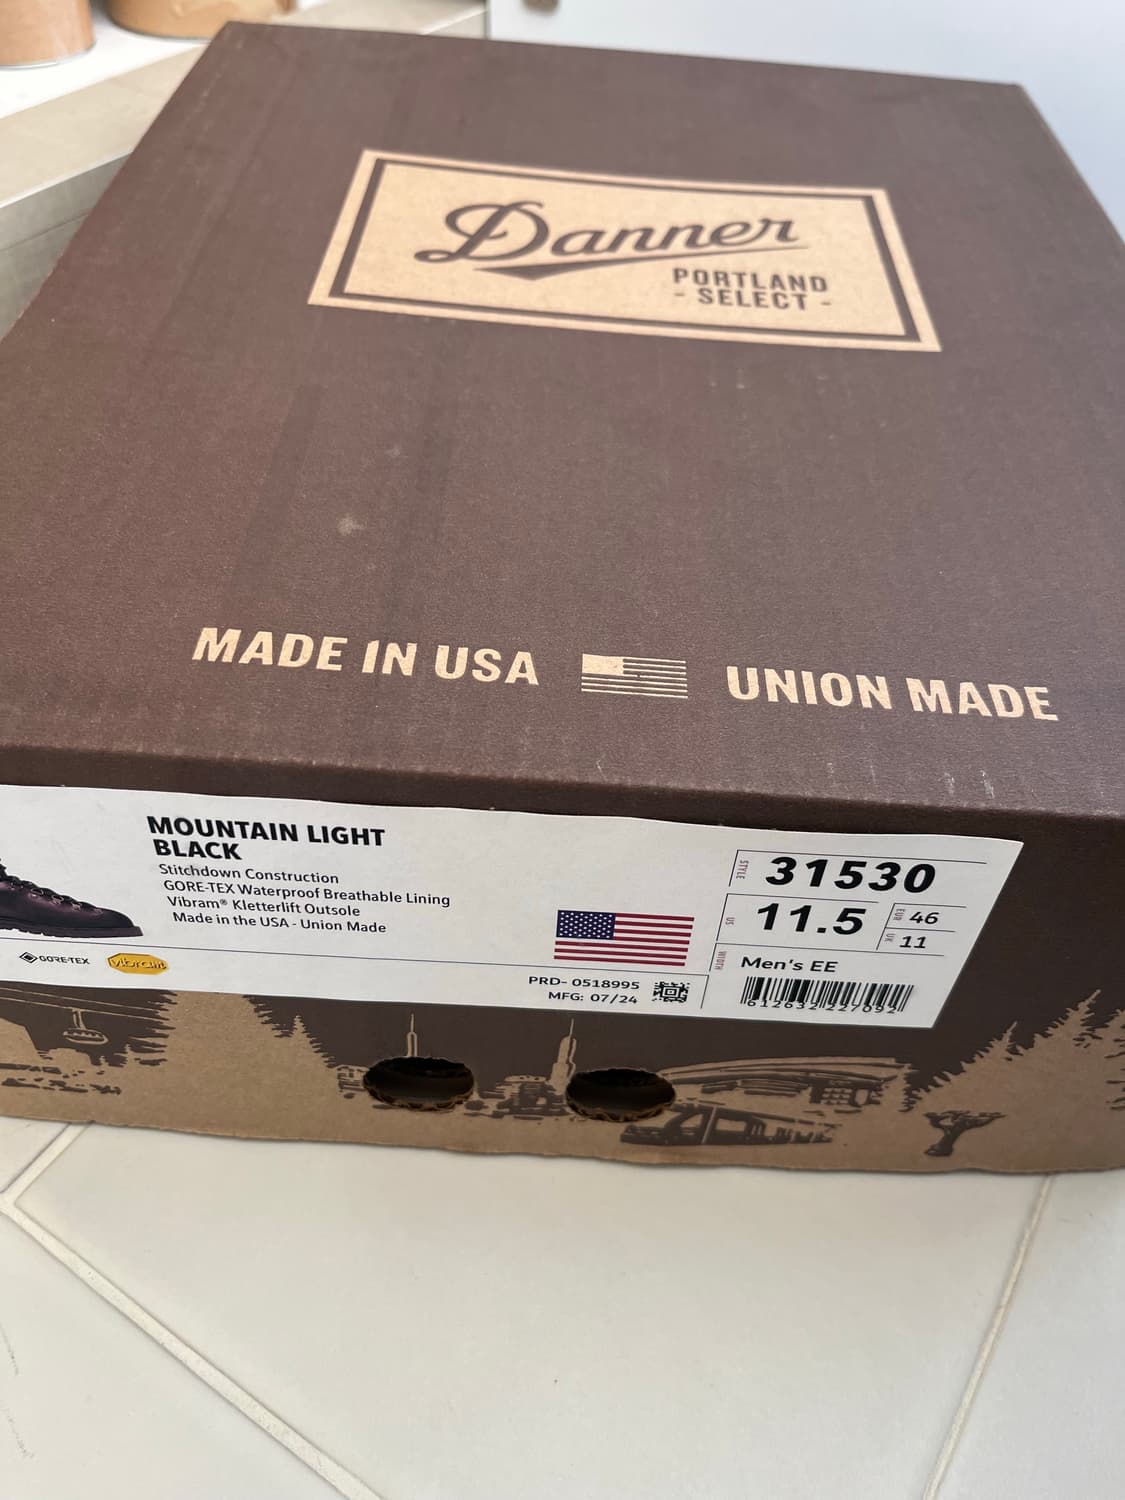 Danner
PORTLAND
- SELECT -
MADE IN USA UNION MADE
MOUNTAIN LIGHT
BLACK
Stitchdown Construction
GORE-TEX Waterproof Breathable Lining
Vibram® Kletterlift Outsole
Made in the USA - Union Made
GORE-TEX
vibram
PRD- 0518995
MFG: 07/24
STYLE 31530
US 11.5
EUR 46
UK 11
WIDTH Men's EE
612632 227092